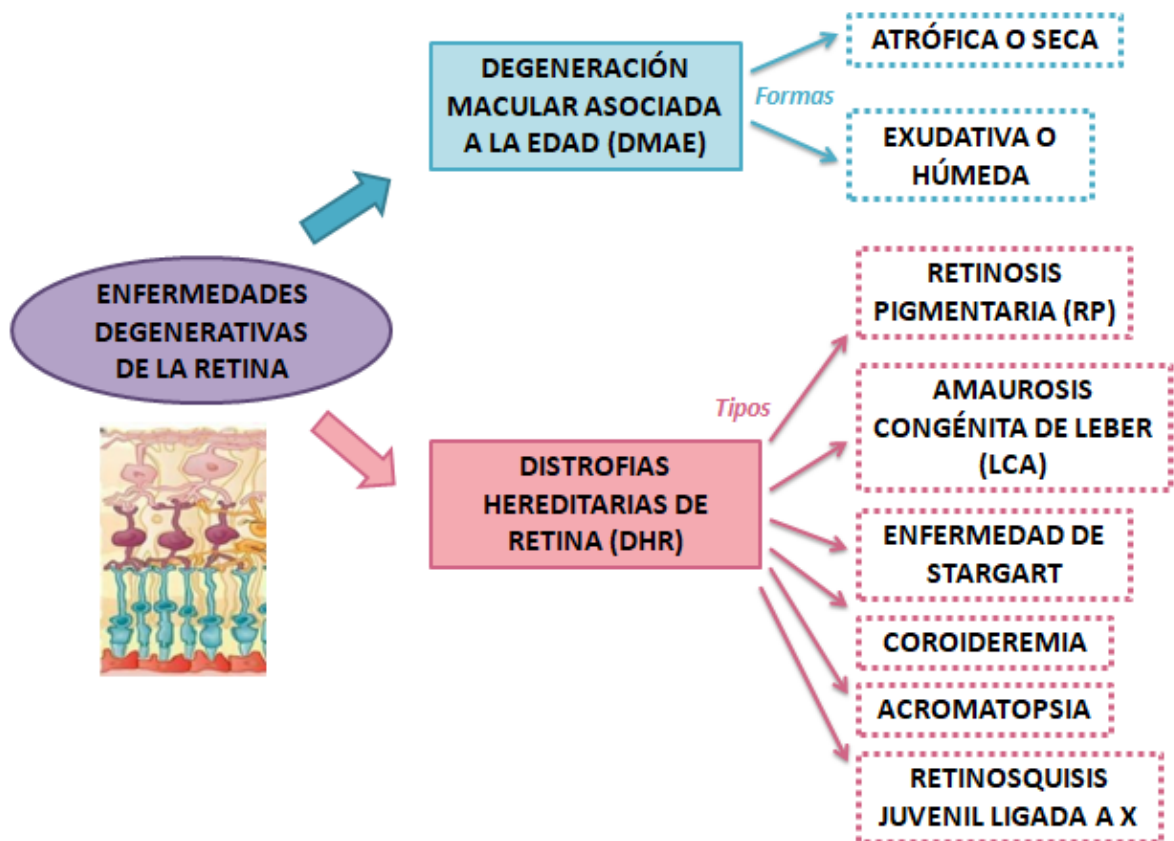 ENFERMEDADES
DEGENERATIVAS
DE LA RETINA
DEGENERACIÓN
MACULAR ASOCIADA
A LA EDAD (DMAE)
Formas
ATRÓFICA O SECA
EXUDATIVA O
HÚMEDA
DISTROFIAS
HEREDITARIAS DE
RETINA (DHR)
Tipos
RETINOSIS
PIGMENTARIA (RP)
AMAUROSIS
CONGÉNITA DE LEBER
(LCA)
ENFERMEDAD DE
STARGART
COROIDEREMIA
ACROMATOPSIA
RETINOSQUISIS
JUVENIL LIGADA A X